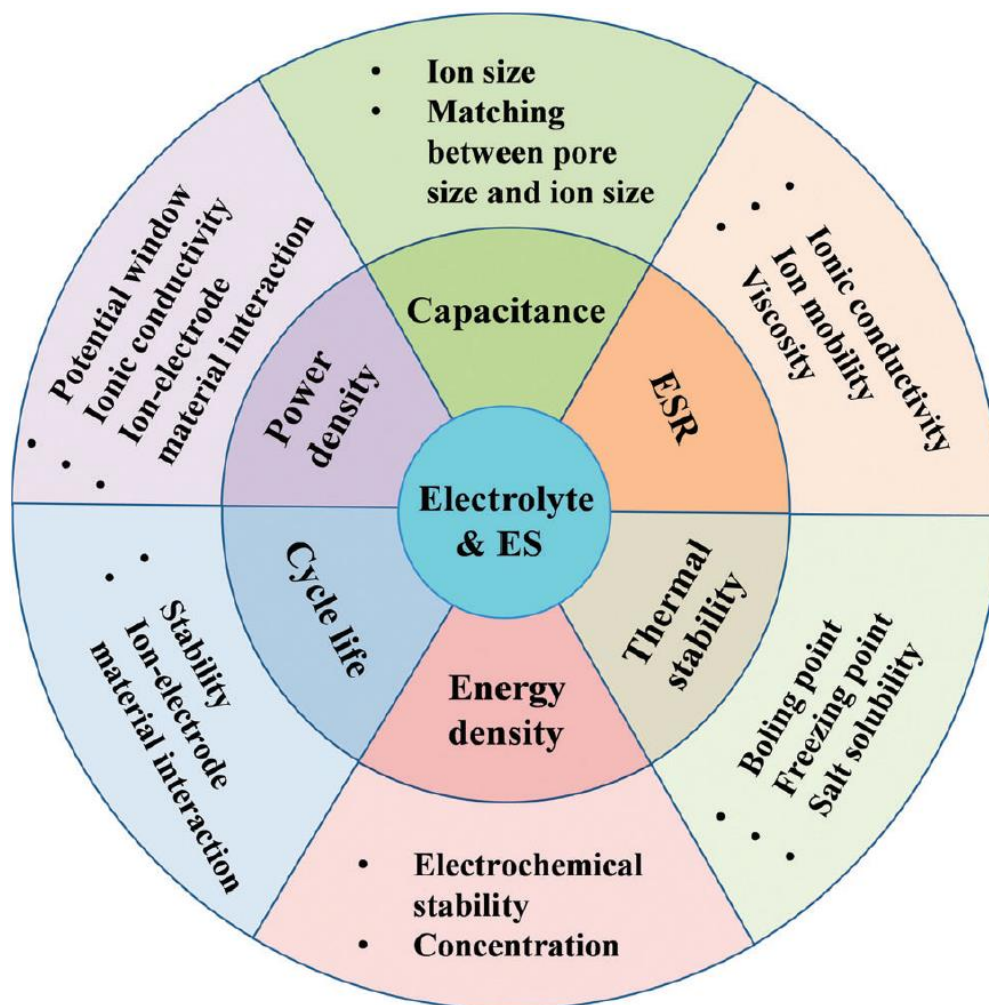 • Ion size
• Matching
between pore
size and ion size
Capacitance
• Ionic conductivity
• Ion mobility
• Viscosity
ESR
• Boling point
• Freezing point
• Salt solubility
Thermal
stability
Energy
density
• Electrochemical
stability
• Concentration
Cycle life
• Stability
• Ion-electrode
material interaction
Power
density
• Potential window
• Ionic conductivity
• Ion-electrode
material interaction
Electrolyte
& ES